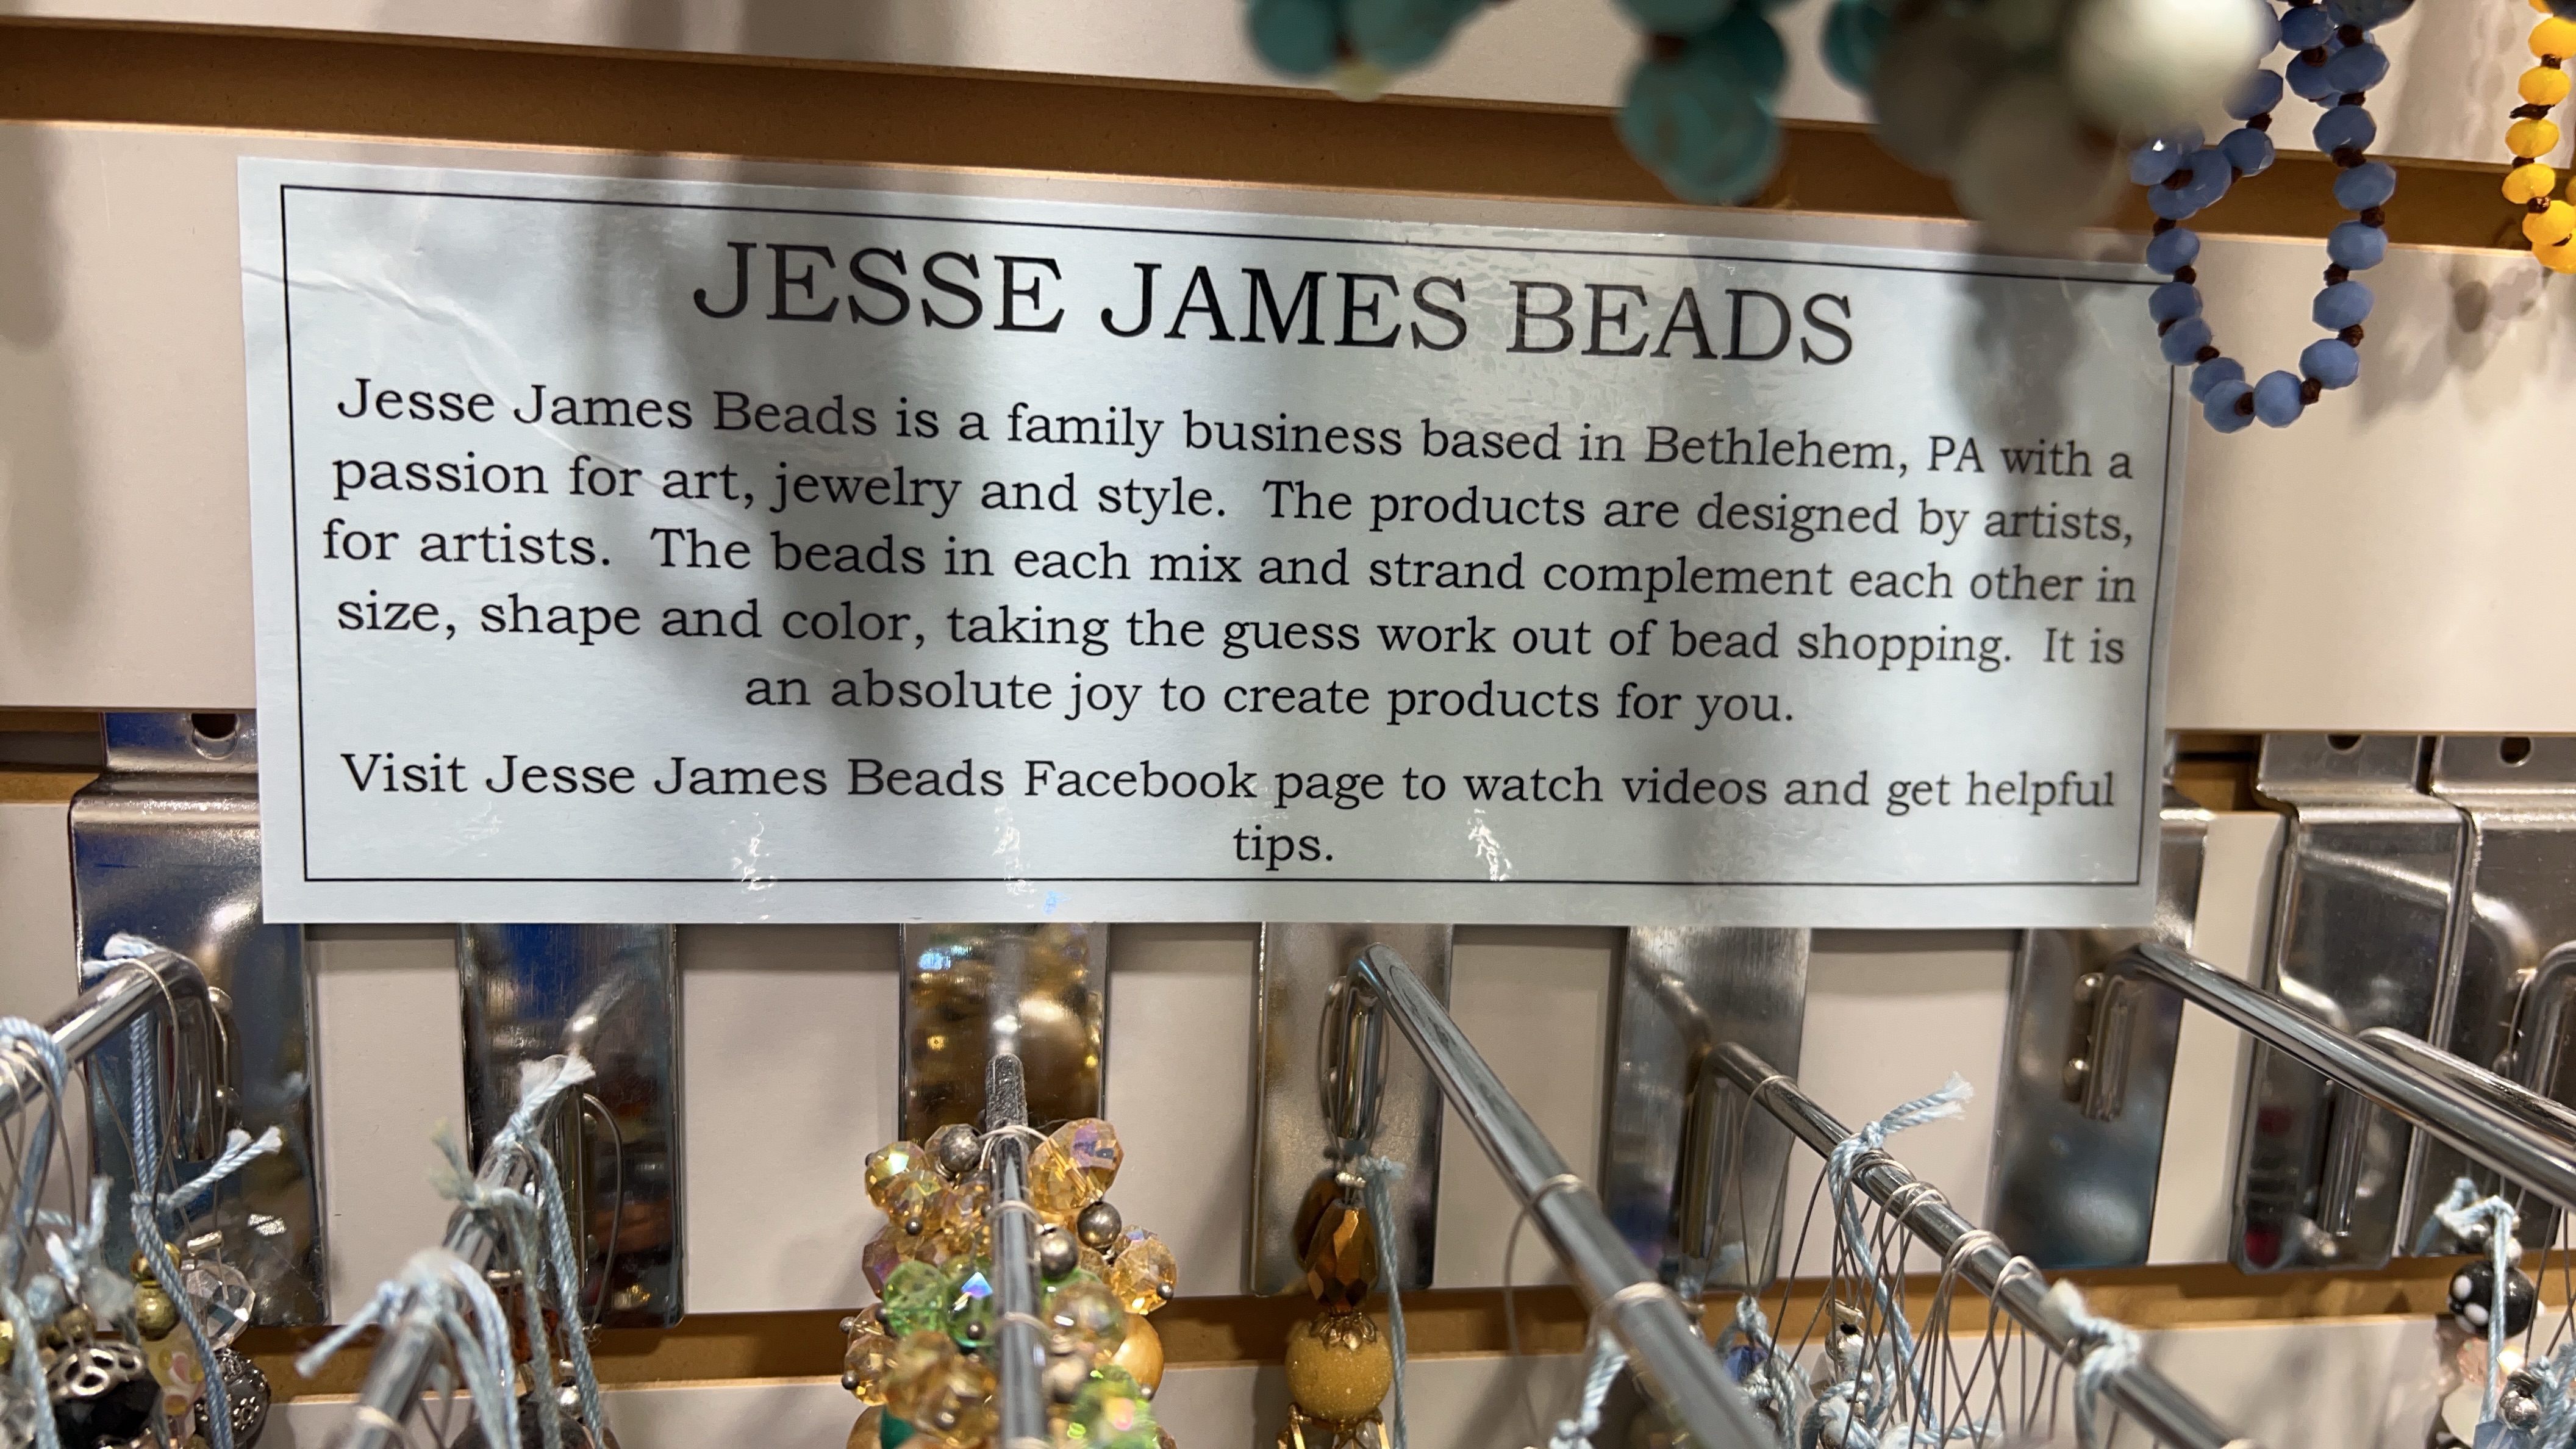 JESSE JAMES BEADS
Jesse James Beads is a family business based in Bethlehem, PA with a
passion for art, jewelry and style. The products are designed by artists,
for artists. The beads in each mix and strand complement each other in
size, shape and color, taking the guess work out of bead shopping. It is
an absolute joy to create products for you.
Visit Jesse James Beads Facebook page to watch videos and get helpful
tips.